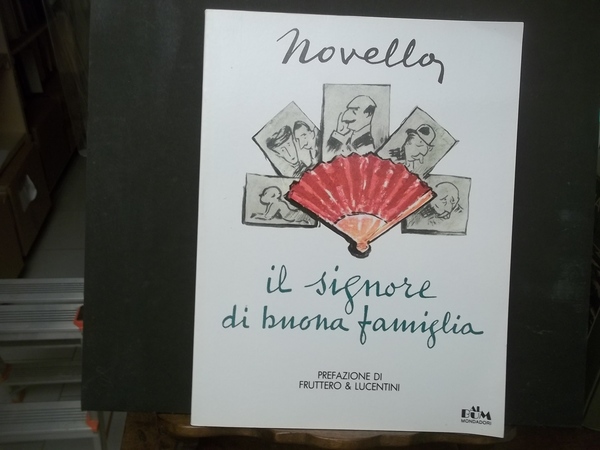 Novello
il signore
di buona famiglia
PREFAZIONE DI
FRUTTERO & LUCENTINI
AL
BUM
MONDADORI